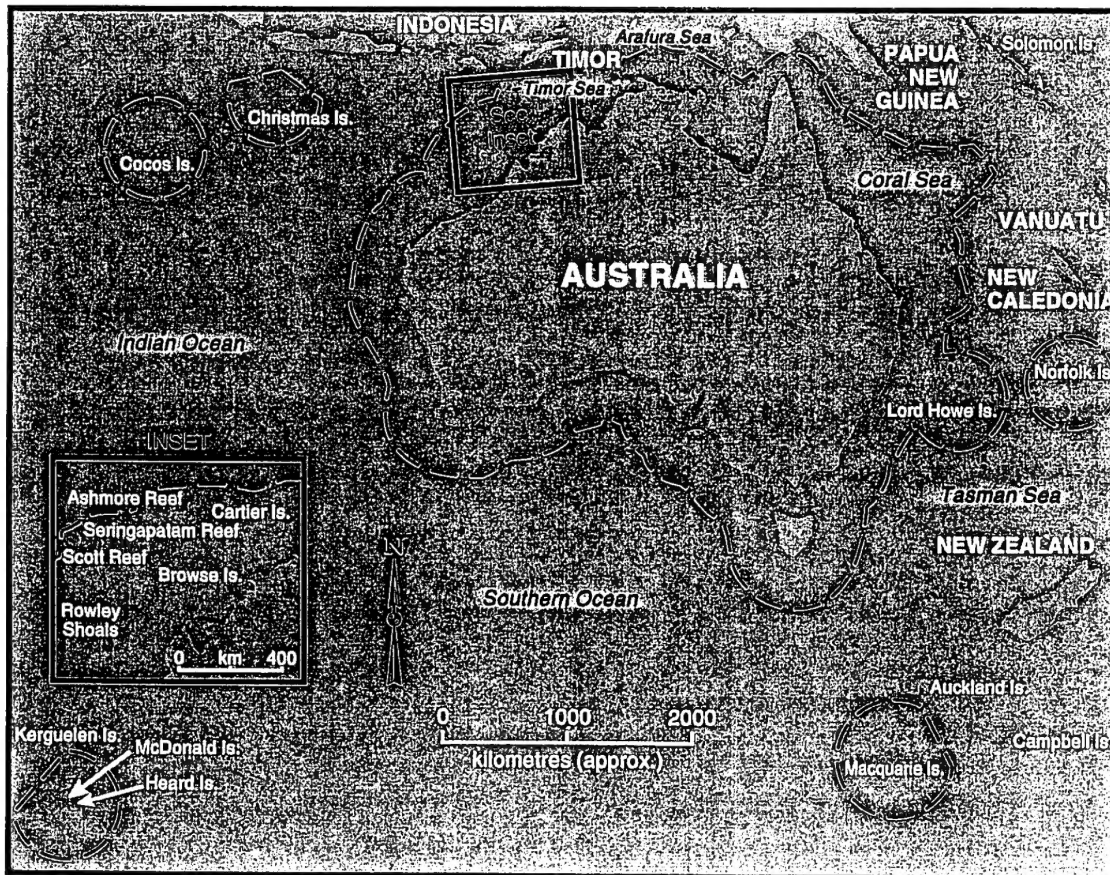 INDONESIA
Arafura Sea
Solomon Is.
TIMOR
PAPUA
NEW
GUINEA
Timor Sea
See
Inset
Christmas Is.
Cocos Is.
Coral Sea
VANUATU
AUSTRALIA
NEW
CALEDONIA
Indian Ocean
Norfolk Is
Lord Howe Is.
INSET
Ashmore Reef
Cartier Is.
Seringapatam Reef
Scott Reef
Browse Is.
Rowley
Shoals
0 km 400
N
Tasman Sea
NEW ZEALAND
Southern Ocean
Auckland Is.
0 1000 2000
kilometres (approx.)
Campbell Is.
Kerguelen Is.
McDonald Is.
Heard Is.
Macquarie Is.